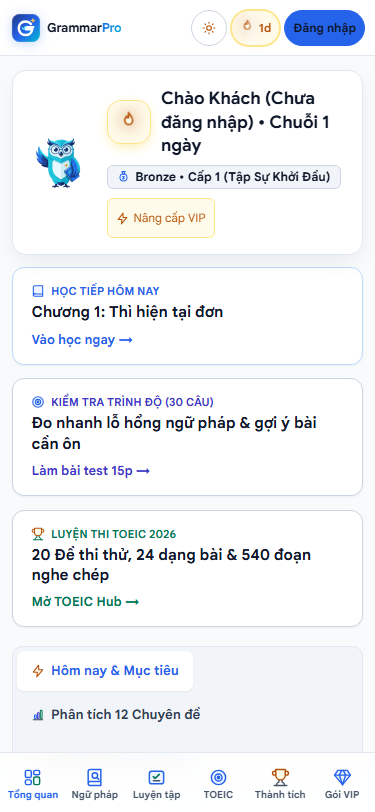 GrammarPro
1d
Đăng nhập
Chào Khách (Chưa
đăng nhập) • Chuỗi 1
ngày
Bronze • Cấp 1 (Tập Sự Khởi Đầu)
Nâng cấp VIP
HỌC TIẾP HÔM NAY
Chương 1: Thì hiện tại đơn
Vào học ngay →
KIỂM TRA TRÌNH ĐỘ (30 CÂU)
Đo nhanh lỗ hổng ngữ pháp & gợi ý bài
cần ôn
Làm bài test 15p →
LUYỆN THI TOEIC 2026
20 Đề thi thử, 24 dạng bài & 540 đoạn
nghe chép
Mở TOEIC Hub →
Hôm nay & Mục tiêu
Phân tích 12 Chuyên đề
Tổng quan
Ngữ pháp
Luyện tập
TOEIC
Thành tích
Gói VIP